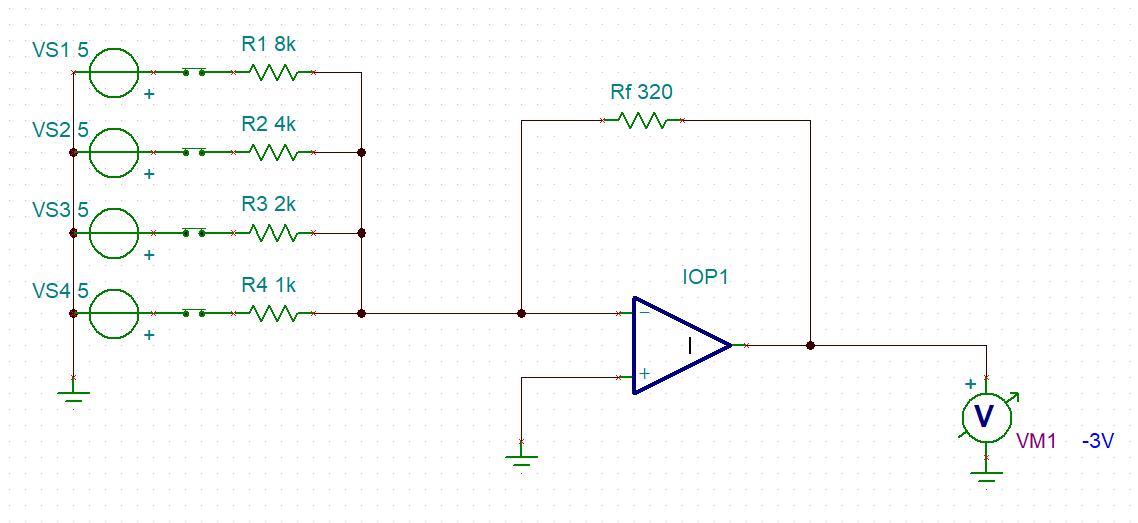 VS1 5
R1 8k
+
VS2 5
R2 4k
+
VS3 5
R3 2k
+
VS4 5
R4 1k
+
Rf 320
IOP1
−
I
+
+
V
VM1 -3V